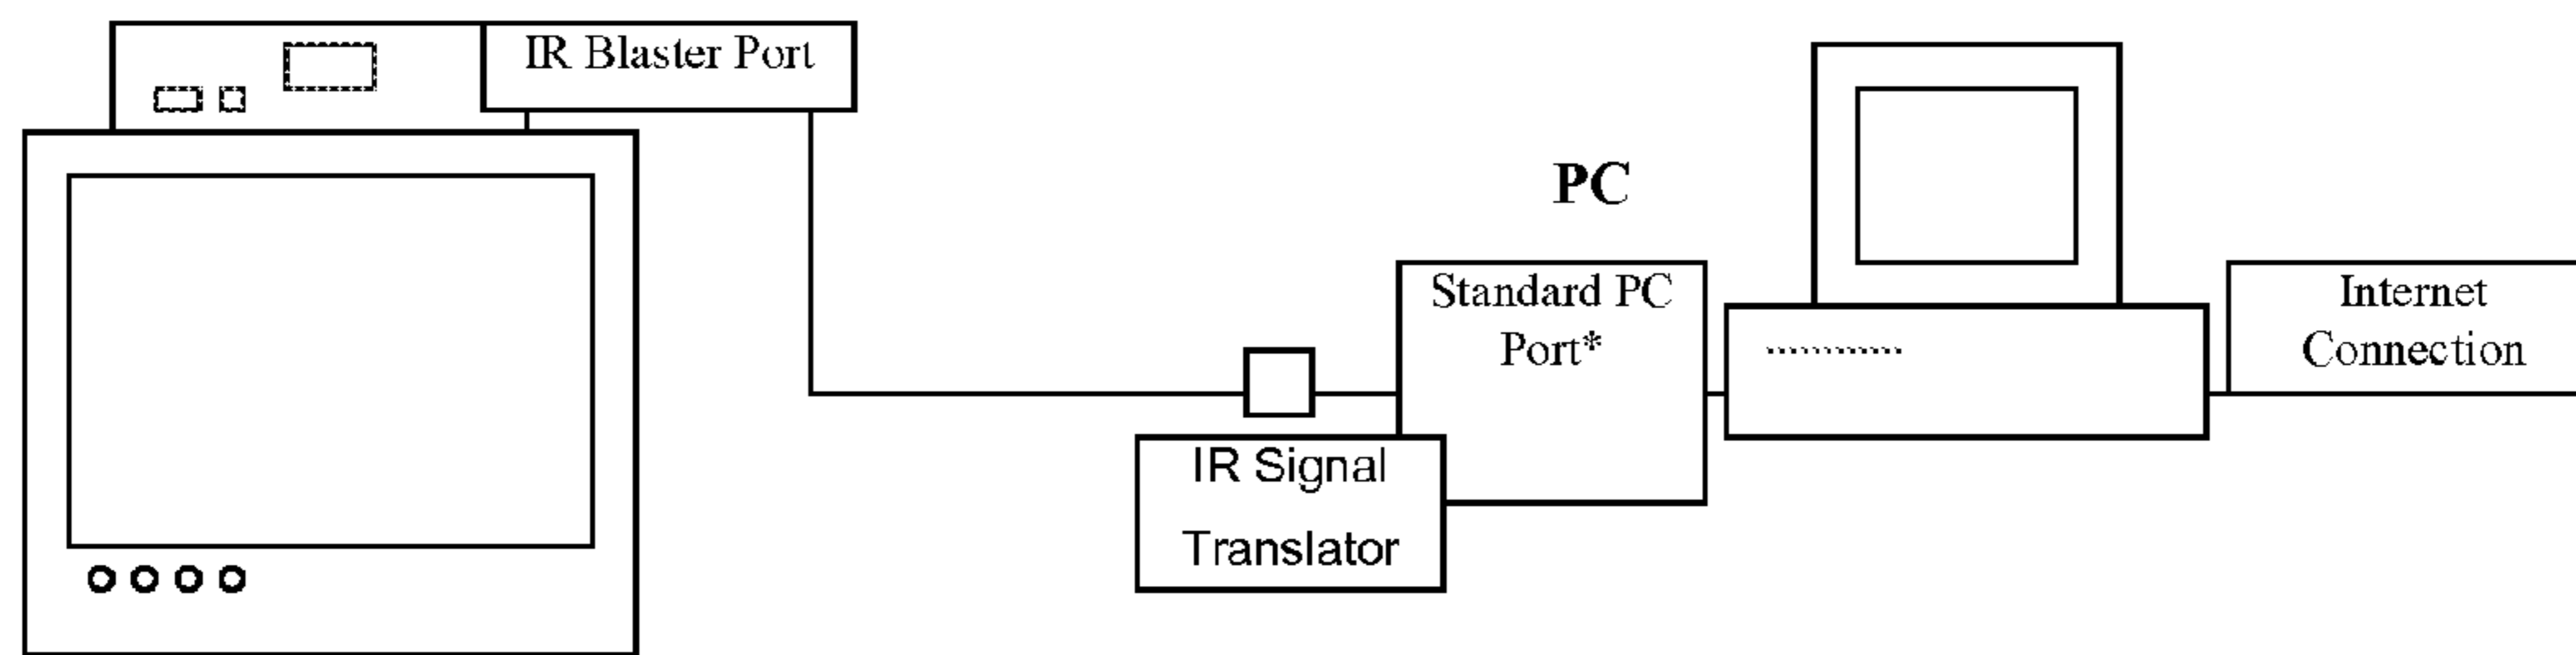 IR Blaster Port
PC
Standard PC
Port*
IR Signal
Translator
Internet
Connection